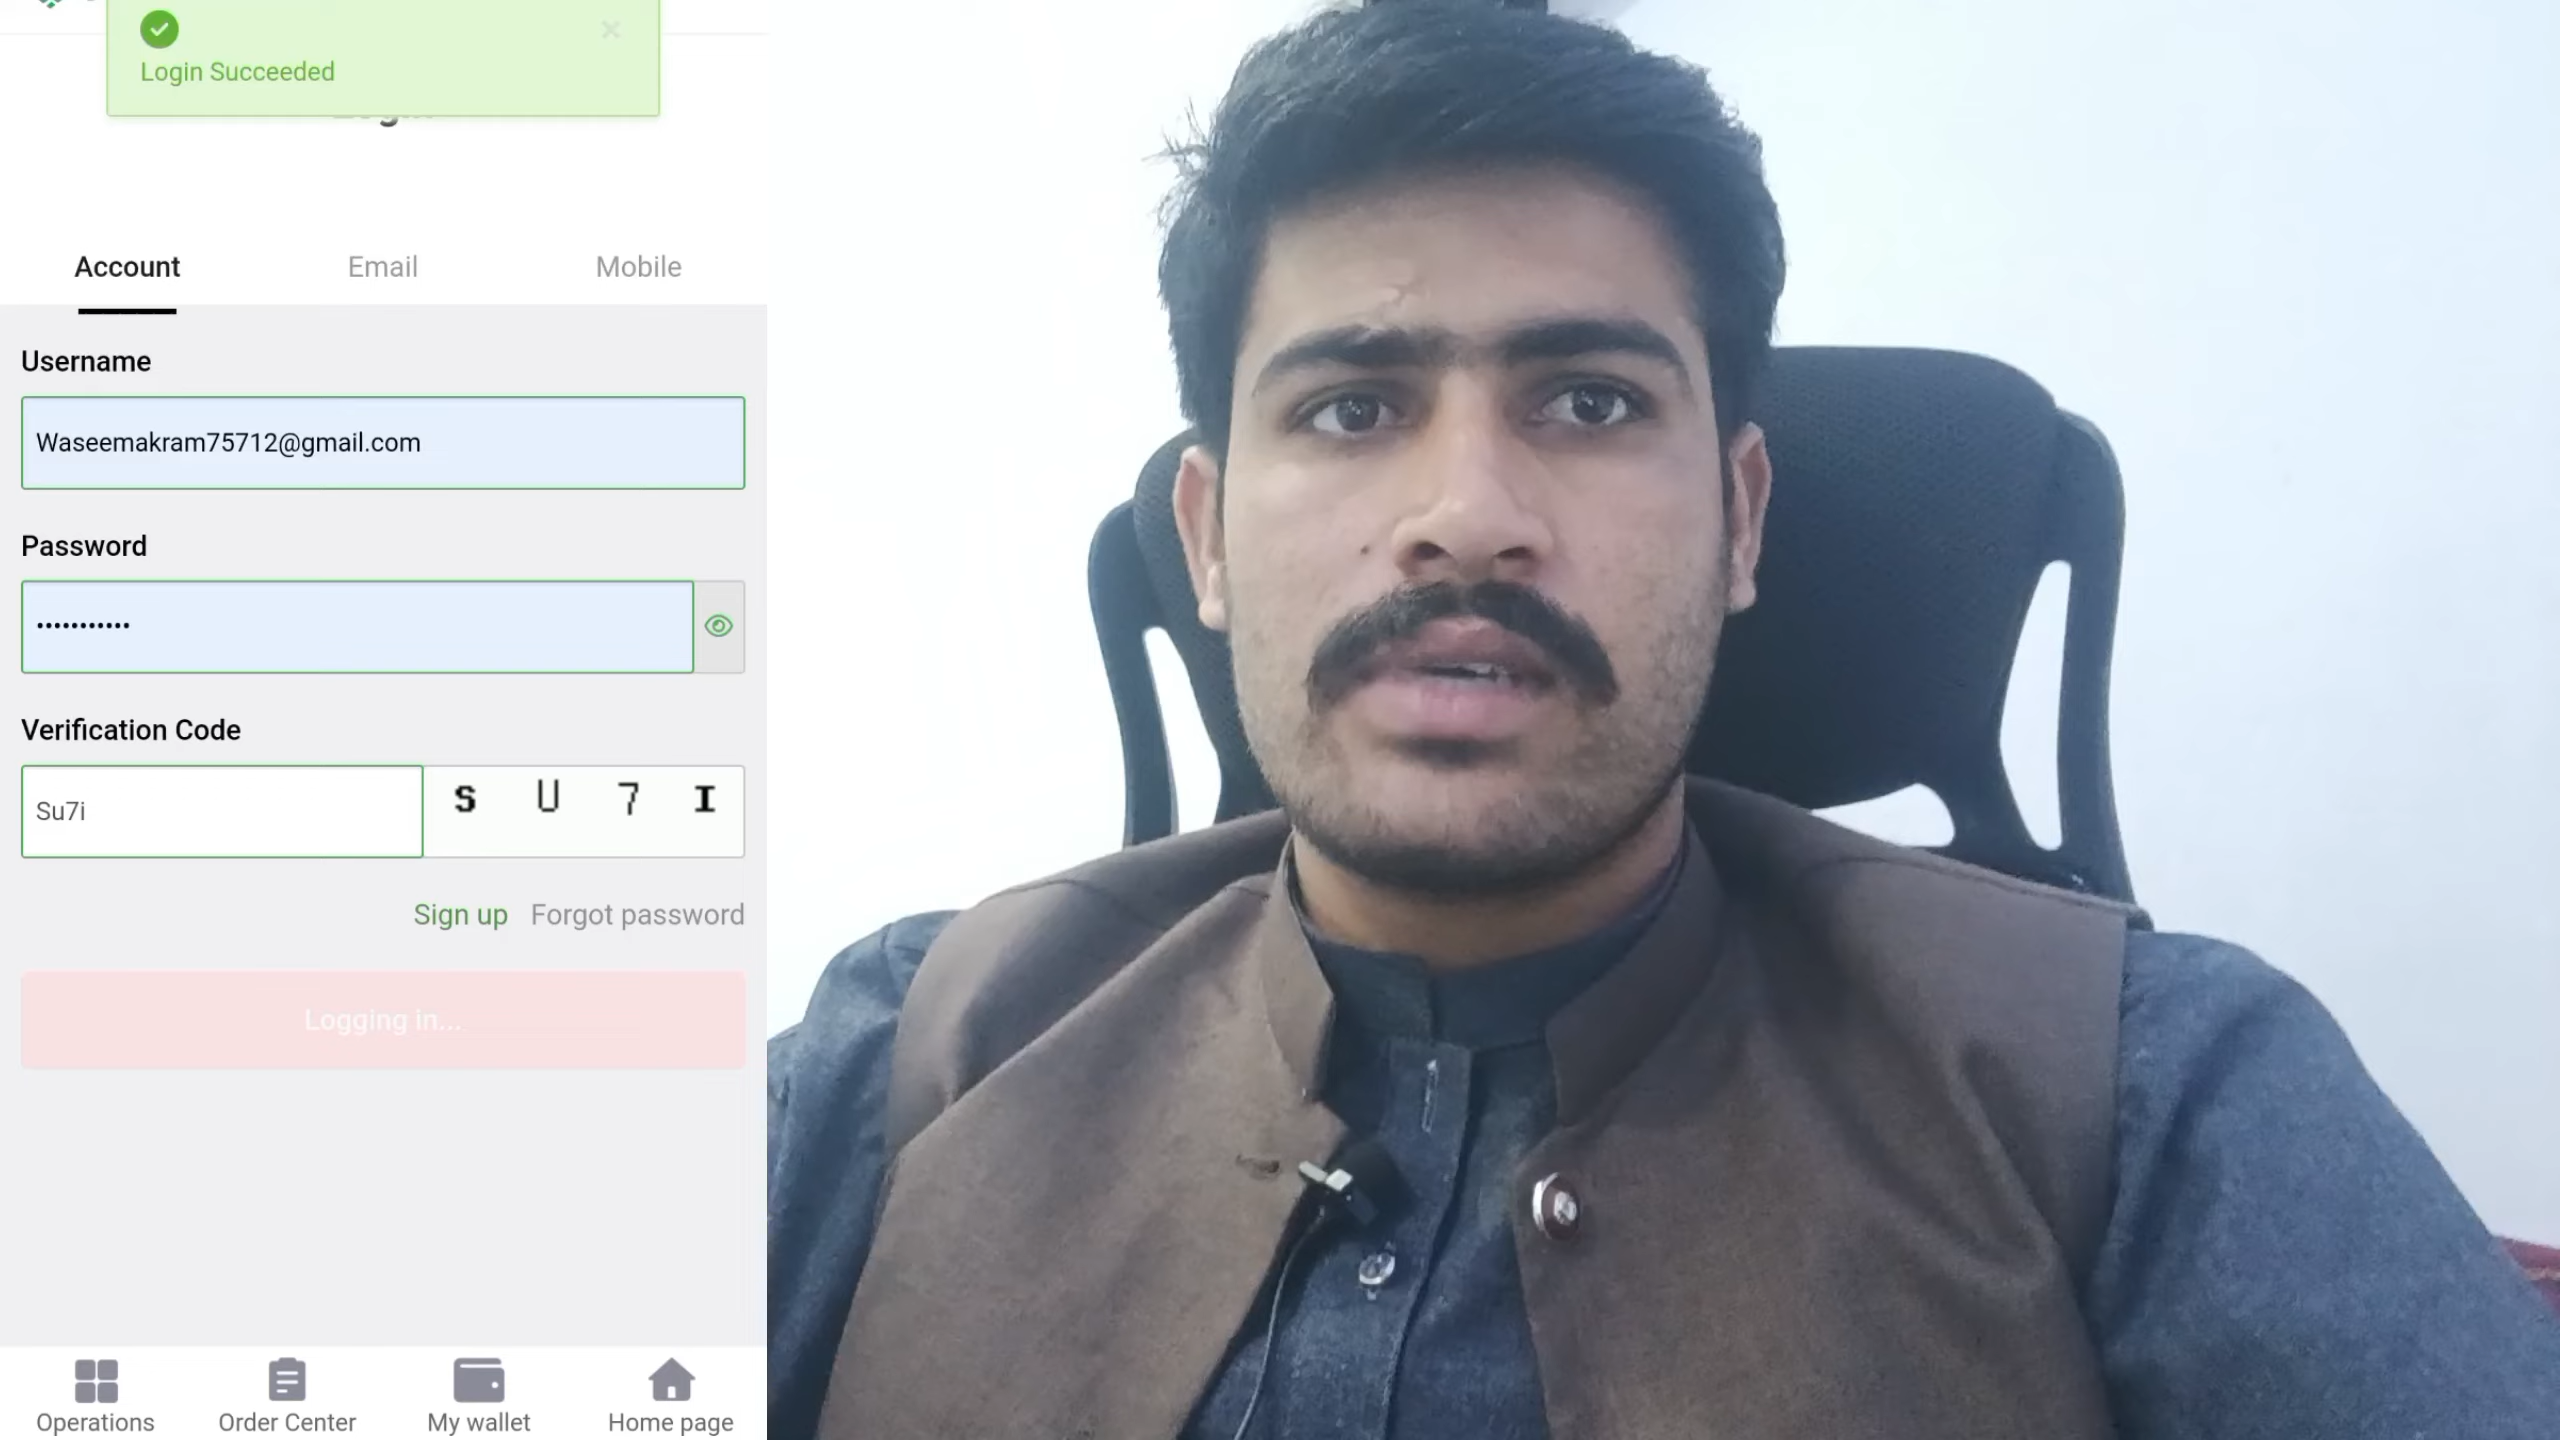 Login Succeeded
Account Email Mobile
Username
Waseemakram75712@gmail.com
Password
•••••••••••
Verification Code
Su7i S U 7 I
Sign up Forgot password
Logging in...
Operations Order Center My wallet Home page